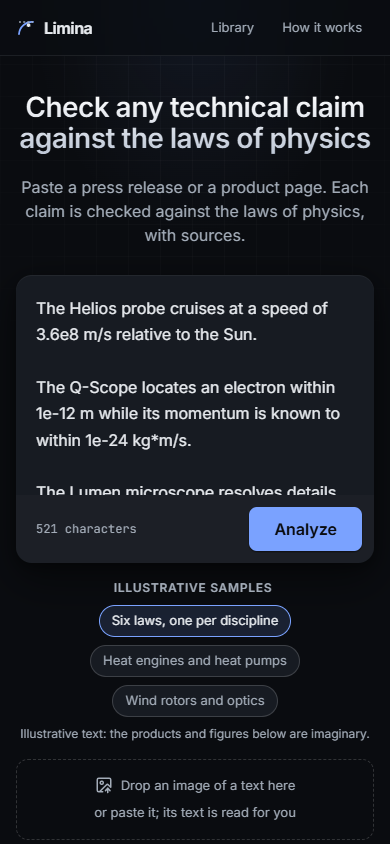 Limina
Library
How it works
Check any technical claim
against the laws of physics
Paste a press release or a product page. Each
claim is checked against the laws of physics,
with sources.
The Helios probe cruises at a speed of
3.6e8 m/s relative to the Sun.
The Q-Scope locates an electron within
1e-12 m while its momentum is known to
within 1e-24 kg*m/s.
The Lumen microscope resolves details
521 characters
Analyze
ILLUSTRATIVE SAMPLES
Six laws, one per discipline
Heat engines and heat pumps
Wind rotors and optics
Illustrative text: the products and figures below are imaginary.
Drop an image of a text here
or paste it; its text is read for you